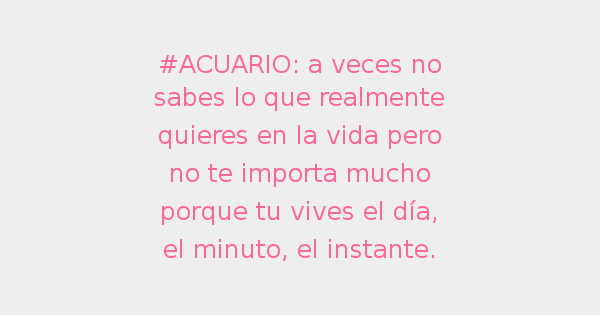 #ACUARIO: a veces no
sabes lo que realmente
quieres en la vida pero
no te importa mucho
porque tu vives el día,
el minuto, el instante.